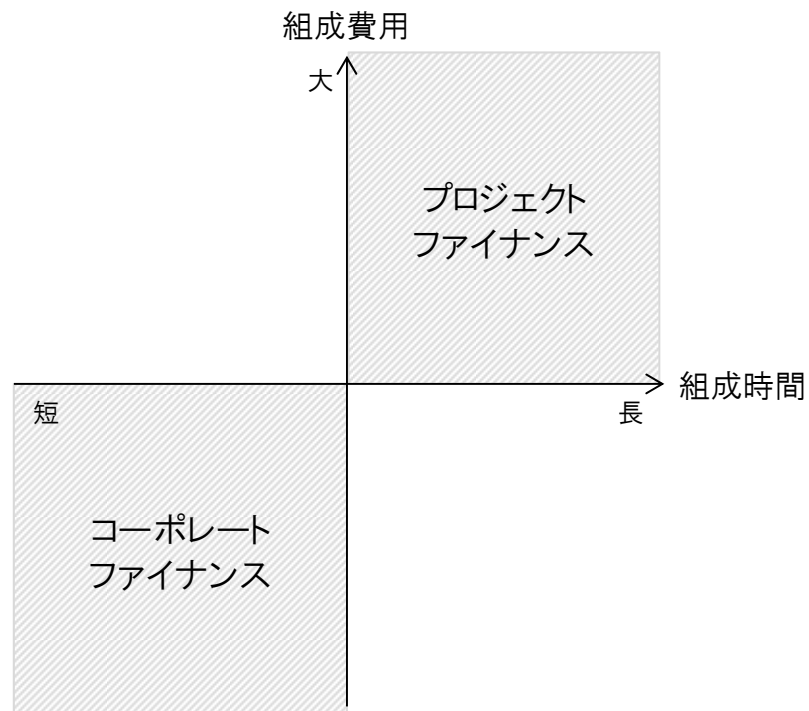 組成費用
大
プロジェクト
ファイナンス
組成時間
短
長
コーポレート
ファイナンス